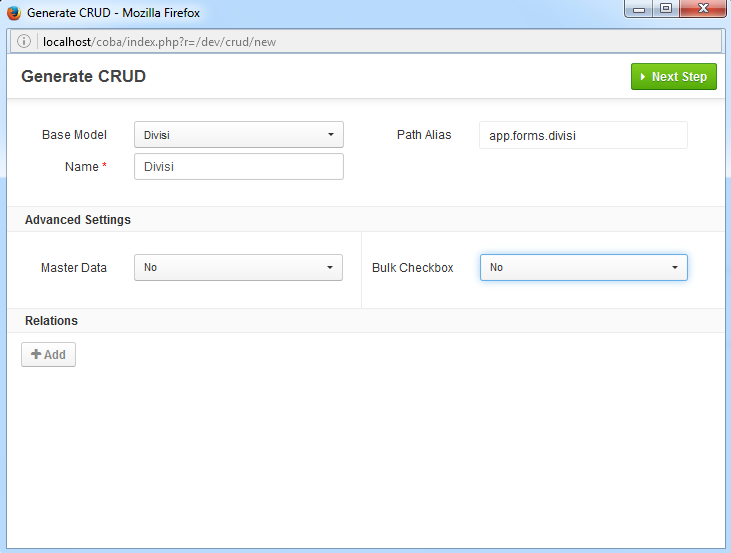 Generate CRUD - Mozilla Firefox
localhost/coba/index.php?r=/dev/crud/new
Generate CRUD
Next Step
Base Model
Divisi
Path Alias
app.forms.divisi
Name *
Divisi
Advanced Settings
Master Data
No
Bulk Checkbox
No
Relations
Add